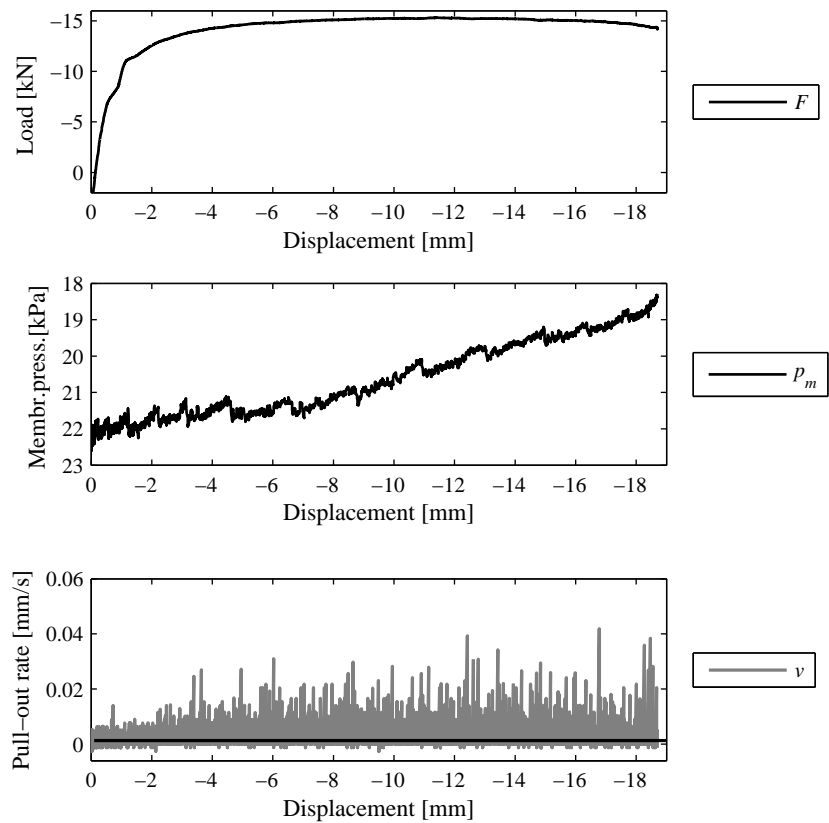 −15
−10
−5
0
Load [kN]
0 −2 −4 −6 −8 −10 −12 −14 −16 −18
Displacement [mm]
F
18
19
20
21
22
23
Membr.press.[kPa]
0 −2 −4 −6 −8 −10 −12 −14 −16 −18
Displacement [mm]
p_m
0.06
0.04
0.02
0
Pull−out rate [mm/s]
0 −2 −4 −6 −8 −10 −12 −14 −16 −18
Displacement [mm]
v